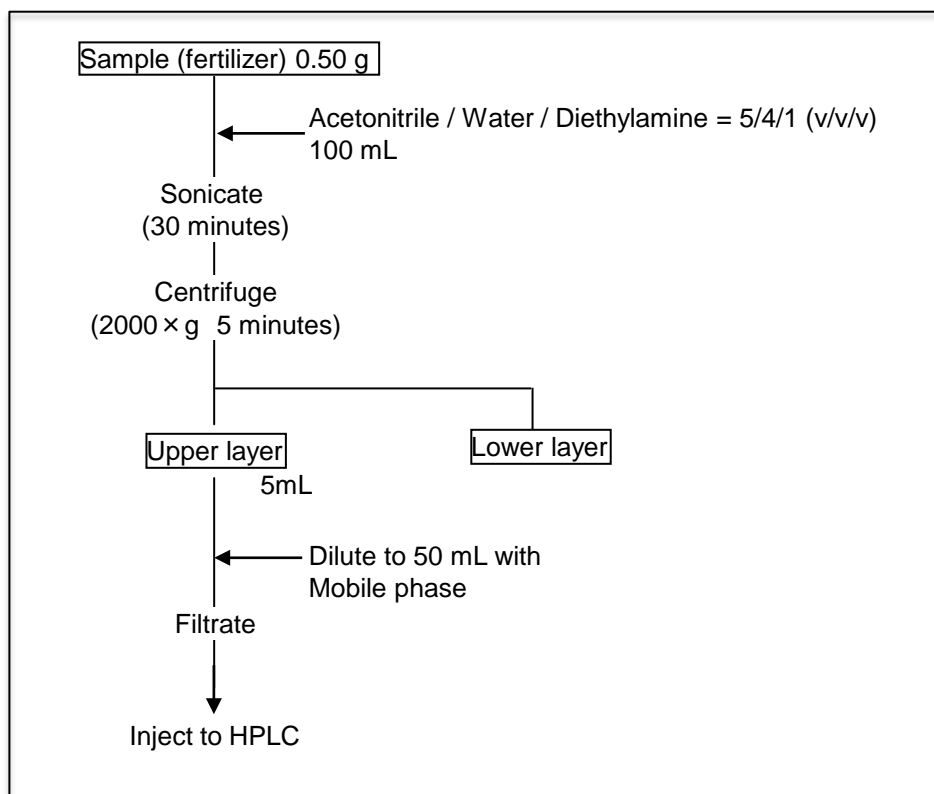 Sample (fertilizer) 0.50 g
Acetonitrile / Water / Diethylamine = 5/4/1 (v/v/v)
100 mL
Sonicate
(30 minutes)
Centrifuge
(2000×g 5 minutes)
Upper layer
Lower layer
5mL
Dilute to 50 mL with
Mobile phase
Filtrate
Inject to HPLC